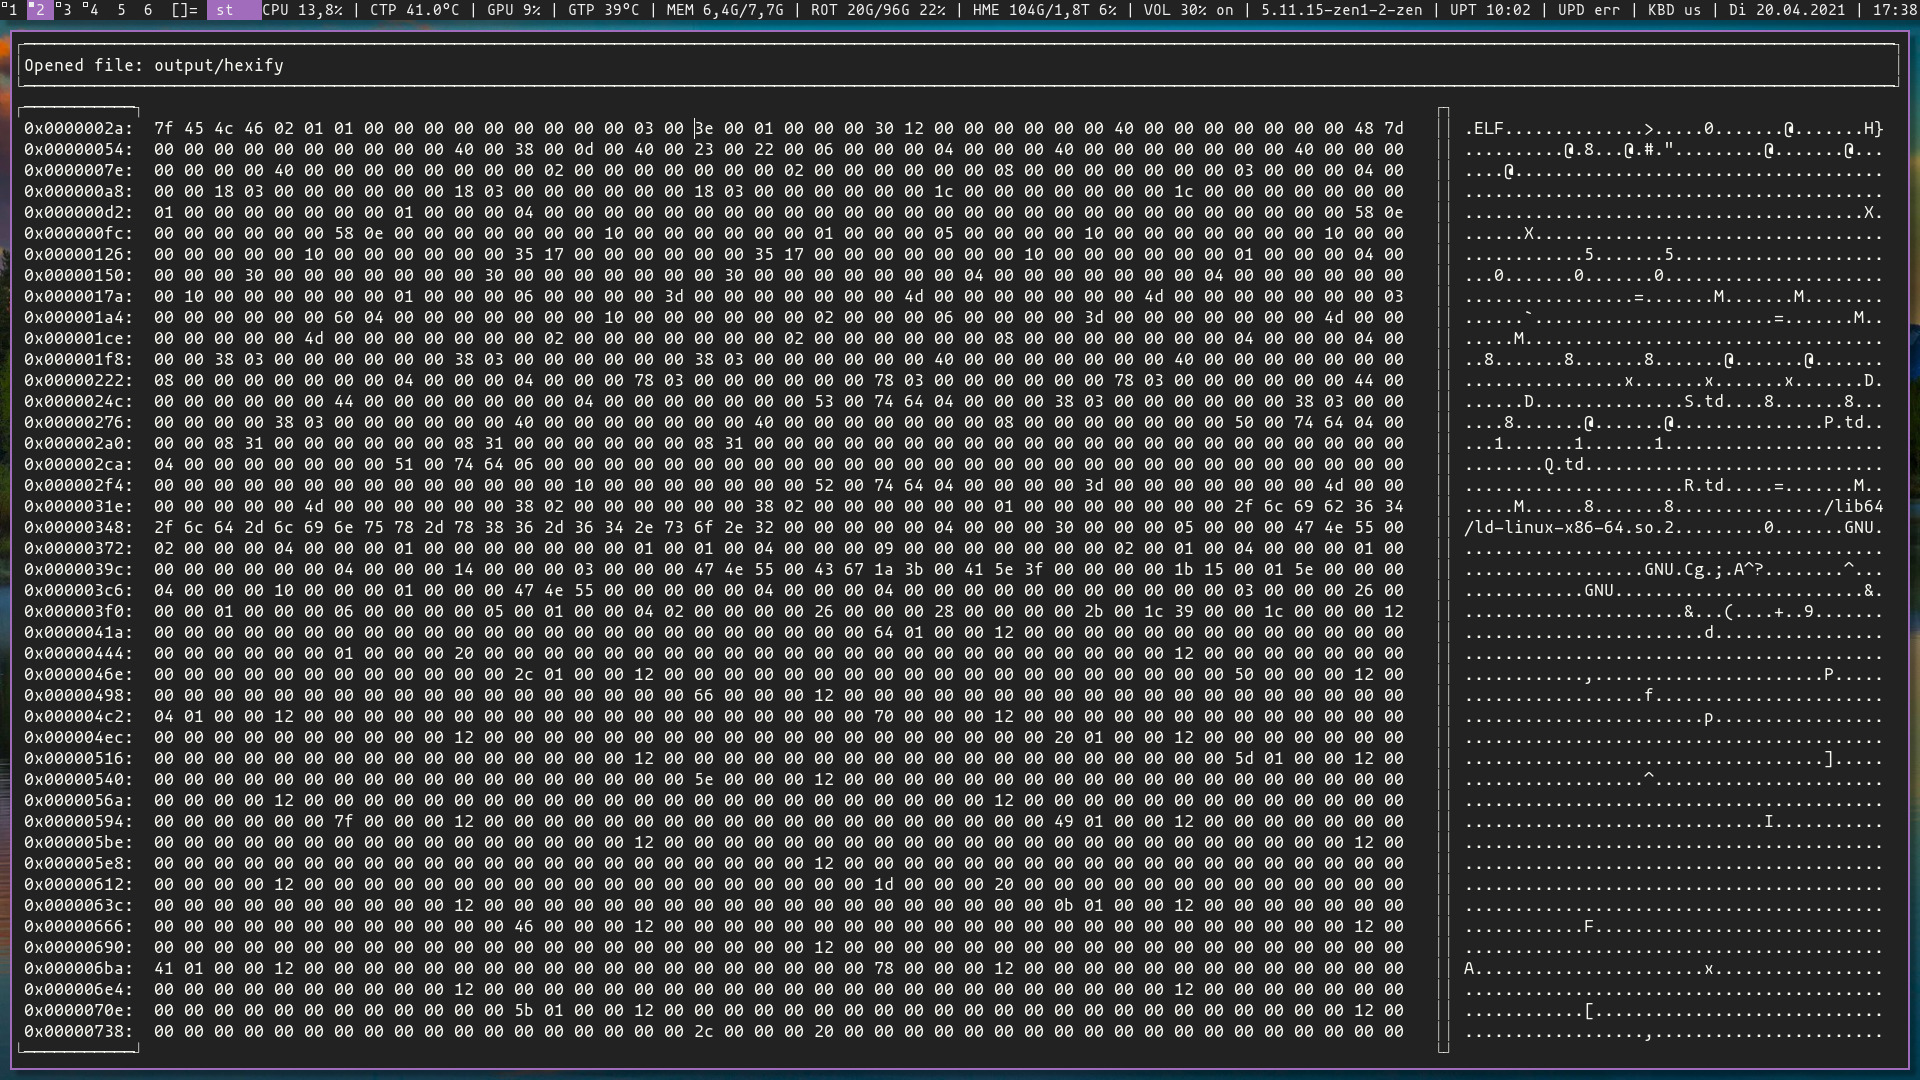 1 2 3 4 5 6 []= st CPU 13,8% | CTP 41.0°C | GPU 9% | GTP 39°C | MEM 6,4G/7,7G | ROT 20G/96G 22% | HME 104G/1,8T 6% | VOL 30% on | 5.11.15-zen1-2-zen | UPT 10:02 | UPD err | KBD us | Di 20.04.2021 | 17:38
Opened file: output/hexify
0x0000002a: 7f 45 4c 46 02 01 01 00 00 00 00 00 00 00 00 00 03 00 3e 00 01 00 00 00 30 12 00 00 00 00 00 00 40 00 00 00 00 00 00 00 48 7d .ELF..............>.....0.......@.......H}
0x00000054: 00 00 00 00 00 00 00 00 00 00 40 00 38 00 0d 00 40 00 23 00 22 00 06 00 00 00 04 00 00 00 40 00 00 00 00 00 00 00 40 00 00 00 ..........@.8...@.#.".........@.......@...
0x0000007e: 00 00 00 00 40 00 00 00 00 00 00 00 00 02 00 00 00 00 00 00 00 02 00 00 00 00 00 00 08 00 00 00 00 00 00 00 03 00 00 00 04 00 ....@.....................................
0x000000a8: 00 00 18 03 00 00 00 00 00 00 18 03 00 00 00 00 00 00 18 03 00 00 00 00 00 00 1c 00 00 00 00 00 00 00 1c 00 00 00 00 00 00 00 ..........................................
0x000000d2: 01 00 00 00 00 00 00 00 01 00 00 00 04 00 00 00 00 00 00 00 00 00 00 00 00 00 00 00 00 00 00 00 00 00 00 00 00 00 00 00 58 0e ........................................X.
0x000000fc: 00 00 00 00 00 00 58 0e 00 00 00 00 00 00 00 10 00 00 00 00 00 00 01 00 00 00 05 00 00 00 00 10 00 00 00 00 00 00 00 10 00 00 ......X...................................
0x00000126: 00 00 00 00 00 10 00 00 00 00 00 00 35 17 00 00 00 00 00 00 35 17 00 00 00 00 00 00 00 10 00 00 00 00 00 00 01 00 00 00 04 00 ............5.......5.....................
0x00000150: 00 00 00 30 00 00 00 00 00 00 00 30 00 00 00 00 00 00 00 30 00 00 00 00 00 00 00 04 00 00 00 00 00 00 00 04 00 00 00 00 00 00 ...0.......0.......0......................
0x0000017a: 00 10 00 00 00 00 00 00 01 00 00 00 06 00 00 00 00 3d 00 00 00 00 00 00 00 4d 00 00 00 00 00 00 00 4d 00 00 00 00 00 00 00 03 .................=.......M.......M........
0x000001a4: 00 00 00 00 00 00 60 04 00 00 00 00 00 00 00 10 00 00 00 00 00 00 02 00 00 00 06 00 00 00 00 3d 00 00 00 00 00 00 00 4d 00 00 ......`........................=.......M..
0x000001ce: 00 00 00 00 00 4d 00 00 00 00 00 00 00 02 00 00 00 00 00 00 00 02 00 00 00 00 00 00 08 00 00 00 00 00 00 00 04 00 00 00 04 00 .....M....................................
0x000001f8: 00 00 38 03 00 00 00 00 00 00 38 03 00 00 00 00 00 00 38 03 00 00 00 00 00 00 40 00 00 00 00 00 00 00 40 00 00 00 00 00 00 00 ..8.......8.......8.......@.......@.......
0x00000222: 08 00 00 00 00 00 00 00 04 00 00 00 04 00 00 00 78 03 00 00 00 00 00 00 78 03 00 00 00 00 00 00 78 03 00 00 00 00 00 00 44 00 ................x.......x.......x.......D.
0x0000024c: 00 00 00 00 00 00 44 00 00 00 00 00 00 00 04 00 00 00 00 00 00 00 53 00 74 64 04 00 00 00 38 03 00 00 00 00 00 00 38 03 00 00 ......D...............S.td....8.......8...
0x00000276: 00 00 00 00 38 03 00 00 00 00 00 00 40 00 00 00 00 00 00 00 40 00 00 00 00 00 00 00 08 00 00 00 00 00 00 00 50 00 74 64 04 00 ....8.......@.......@...............P.td..
0x000002a0: 00 00 08 31 00 00 00 00 00 00 08 31 00 00 00 00 00 00 08 31 00 00 00 00 00 00 00 00 00 00 00 00 00 00 00 00 00 00 00 00 00 00 ...1.......1.......1......................
0x000002ca: 04 00 00 00 00 00 00 00 51 00 74 64 06 00 00 00 00 00 00 00 00 00 00 00 00 00 00 00 00 00 00 00 00 00 00 00 00 00 00 00 00 00 ........Q.td..............................
0x000002f4: 00 00 00 00 00 00 00 00 00 00 00 00 00 00 10 00 00 00 00 00 00 00 52 00 74 64 04 00 00 00 00 3d 00 00 00 00 00 00 00 4d 00 00 ......................R.td.....=.......M..
0x0000031e: 00 00 00 00 00 4d 00 00 00 00 00 00 38 02 00 00 00 00 00 00 38 02 00 00 00 00 00 00 01 00 00 00 00 00 00 00 2f 6c 69 62 36 34 .....M......8.......8.............../lib64
0x00000348: 2f 6c 64 2d 6c 69 6e 75 78 2d 78 38 36 2d 36 34 2e 73 6f 2e 32 00 00 00 00 00 04 00 00 00 30 00 00 00 05 00 00 00 47 4e 55 00 /ld-linux-x86-64.so.2.........0.......GNU.
0x00000372: 02 00 00 00 04 00 00 00 01 00 00 00 00 00 00 00 01 00 01 00 04 00 00 00 09 00 00 00 00 00 00 00 02 00 01 00 04 00 00 00 01 00 ..........................................
0x0000039c: 00 00 00 00 00 00 04 00 00 00 14 00 00 00 03 00 00 00 47 4e 55 00 43 67 1a 3b 00 41 5e 3f 00 00 00 00 1b 15 00 01 5e 00 00 00 ..................GNU.Cg.;.A^?........^...
0x000003c6: 04 00 00 00 10 00 00 00 01 00 00 00 47 4e 55 00 00 00 00 00 04 00 00 00 04 00 00 00 00 00 00 00 00 00 00 00 03 00 00 00 26 00 ............GNU.........................&.
0x000003f0: 00 00 01 00 00 00 06 00 00 00 00 05 00 01 00 00 04 02 00 00 00 00 26 00 00 00 28 00 00 00 00 2b 00 1c 39 00 00 1c 00 00 00 12 ......................&...(....+..9.......
0x0000041a: 00 00 00 00 00 00 00 00 00 00 00 00 00 00 00 00 00 00 00 00 00 00 00 00 64 01 00 00 12 00 00 00 00 00 00 00 00 00 00 00 00 00 ........................d.................
0x00000444: 00 00 00 00 00 00 01 00 00 00 20 00 00 00 00 00 00 00 00 00 00 00 00 00 00 00 00 00 00 00 00 00 00 00 12 00 00 00 00 00 00 00 ..........................................
0x0000046e: 00 00 00 00 00 00 00 00 00 00 00 00 2c 01 00 00 12 00 00 00 00 00 00 00 00 00 00 00 00 00 00 00 00 00 00 00 50 00 00 00 12 00 ............,.......................P.....
0x00000498: 00 00 00 00 00 00 00 00 00 00 00 00 00 00 00 00 00 00 66 00 00 00 12 00 00 00 00 00 00 00 00 00 00 00 00 00 00 00 00 00 00 00 ..................f.......................
0x000004c2: 04 01 00 00 12 00 00 00 00 00 00 00 00 00 00 00 00 00 00 00 00 00 00 00 70 00 00 00 12 00 00 00 00 00 00 00 00 00 00 00 00 00 ........................p.................
0x000004ec: 00 00 00 00 00 00 00 00 00 00 12 00 00 00 00 00 00 00 00 00 00 00 00 00 00 00 00 00 00 00 20 01 00 00 12 00 00 00 00 00 00 00 ..........................................
0x00000516: 00 00 00 00 00 00 00 00 00 00 00 00 00 00 00 00 12 00 00 00 00 00 00 00 00 00 00 00 00 00 00 00 00 00 00 00 5d 01 00 00 12 00 ....................................].....
0x00000540: 00 00 00 00 00 00 00 00 00 00 00 00 00 00 00 00 00 00 5e 00 00 00 12 00 00 00 00 00 00 00 00 00 00 00 00 00 00 00 00 00 00 00 ..................^.......................
0x0000056a: 00 00 00 00 12 00 00 00 00 00 00 00 00 00 00 00 00 00 00 00 00 00 00 00 00 00 00 00 12 00 00 00 00 00 00 00 00 00 00 00 00 00 ..........................................
0x00000594: 00 00 00 00 00 00 7f 00 00 00 12 00 00 00 00 00 00 00 00 00 00 00 00 00 00 00 00 00 00 00 49 01 00 00 12 00 00 00 00 00 00 00 ..............................I...........
0x000005be: 00 00 00 00 00 00 00 00 00 00 00 00 00 00 00 00 12 00 00 00 00 00 00 00 00 00 00 00 00 00 00 00 00 00 00 00 00 00 00 00 12 00 ..........................................
0x000005e8: 00 00 00 00 00 00 00 00 00 00 00 00 00 00 00 00 00 00 00 00 00 00 12 00 00 00 00 00 00 00 00 00 00 00 00 00 00 00 00 00 00 00 ..........................................
0x00000612: 00 00 00 00 12 00 00 00 00 00 00 00 00 00 00 00 00 00 00 00 00 00 00 00 1d 00 00 00 20 00 00 00 00 00 00 00 00 00 00 00 00 00 ..........................................
0x0000063c: 00 00 00 00 00 00 00 00 00 00 12 00 00 00 00 00 00 00 00 00 00 00 00 00 00 00 00 00 00 00 0b 01 00 00 12 00 00 00 00 00 00 00 ..........................................
0x00000666: 00 00 00 00 00 00 00 00 00 00 00 00 46 00 00 00 12 00 00 00 00 00 00 00 00 00 00 00 00 00 00 00 00 00 00 00 00 00 00 00 12 00 ............F.............................
0x00000690: 00 00 00 00 00 00 00 00 00 00 00 00 00 00 00 00 00 00 00 00 00 00 12 00 00 00 00 00 00 00 00 00 00 00 00 00 00 00 00 00 00 00 ..........................................
0x000006ba: 41 01 00 00 12 00 00 00 00 00 00 00 00 00 00 00 00 00 00 00 00 00 00 00 78 00 00 00 12 00 00 00 00 00 00 00 00 00 00 00 00 00 A.......................x.................
0x000006e4: 00 00 00 00 00 00 00 00 00 00 12 00 00 00 00 00 00 00 00 00 00 00 00 00 00 00 00 00 00 00 00 00 00 00 12 00 00 00 00 00 00 00 ..........................................
0x0000070e: 00 00 00 00 00 00 00 00 00 00 00 00 5b 01 00 00 12 00 00 00 00 00 00 00 00 00 00 00 00 00 00 00 00 00 00 00 00 00 00 00 12 00 ............[.............................
0x00000738: 00 00 00 00 00 00 00 00 00 00 00 00 00 00 00 00 00 00 2c 00 00 00 20 00 00 00 00 00 00 00 00 00 00 00 00 00 00 00 00 00 00 00 ..................,.......................